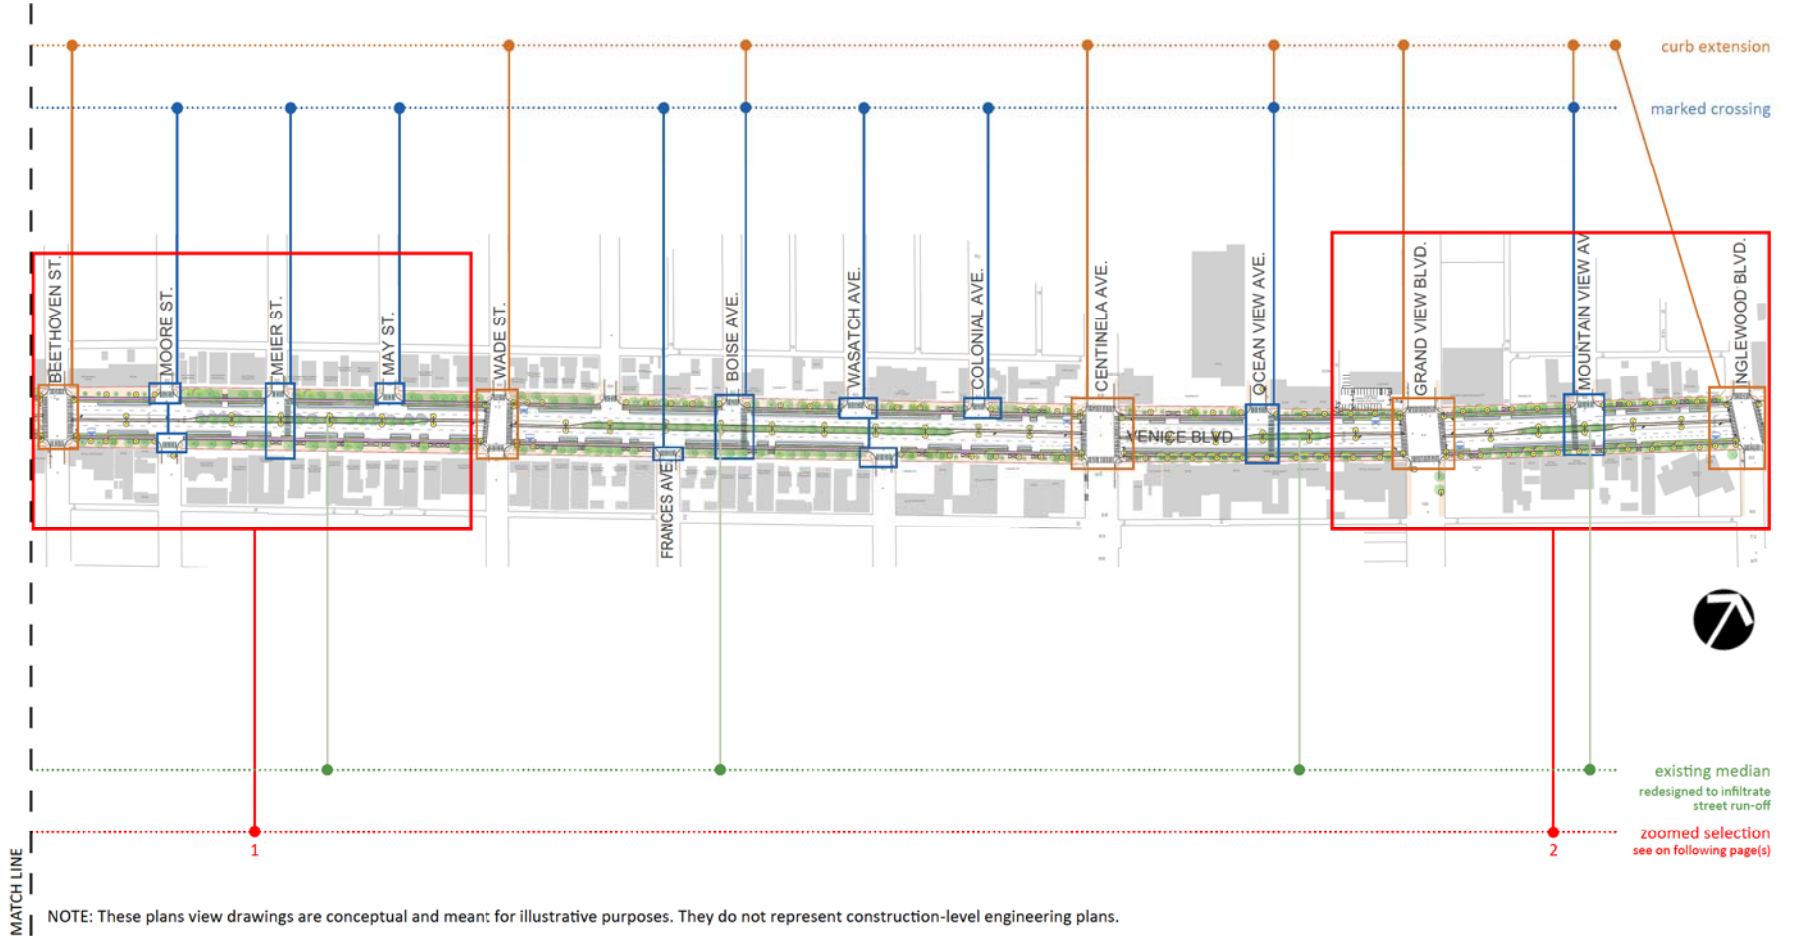 curb extension
marked crossing
BEETHOVEN ST.
MOORE ST.
MEIER ST.
MAY ST.
WADE ST.
FRANCES AVE
BOISE AVE.
WASATCH AVE.
COLONIAL AVE.
CENTINELA AVE.
OCEAN VIEW AVE.
GRAND VIEW BLVD.
MOUNTAIN VIEW AV
NGLEWOOD BLVD.
VENICE BLVD
existing median
redesigned to infiltrate
street run-off
zoomed selection
see on following page(s)
1
2
MATCH LINE
NOTE: These plans view drawings are conceptual and meant for illustrative purposes. They do not represent construction-level engineering plans.